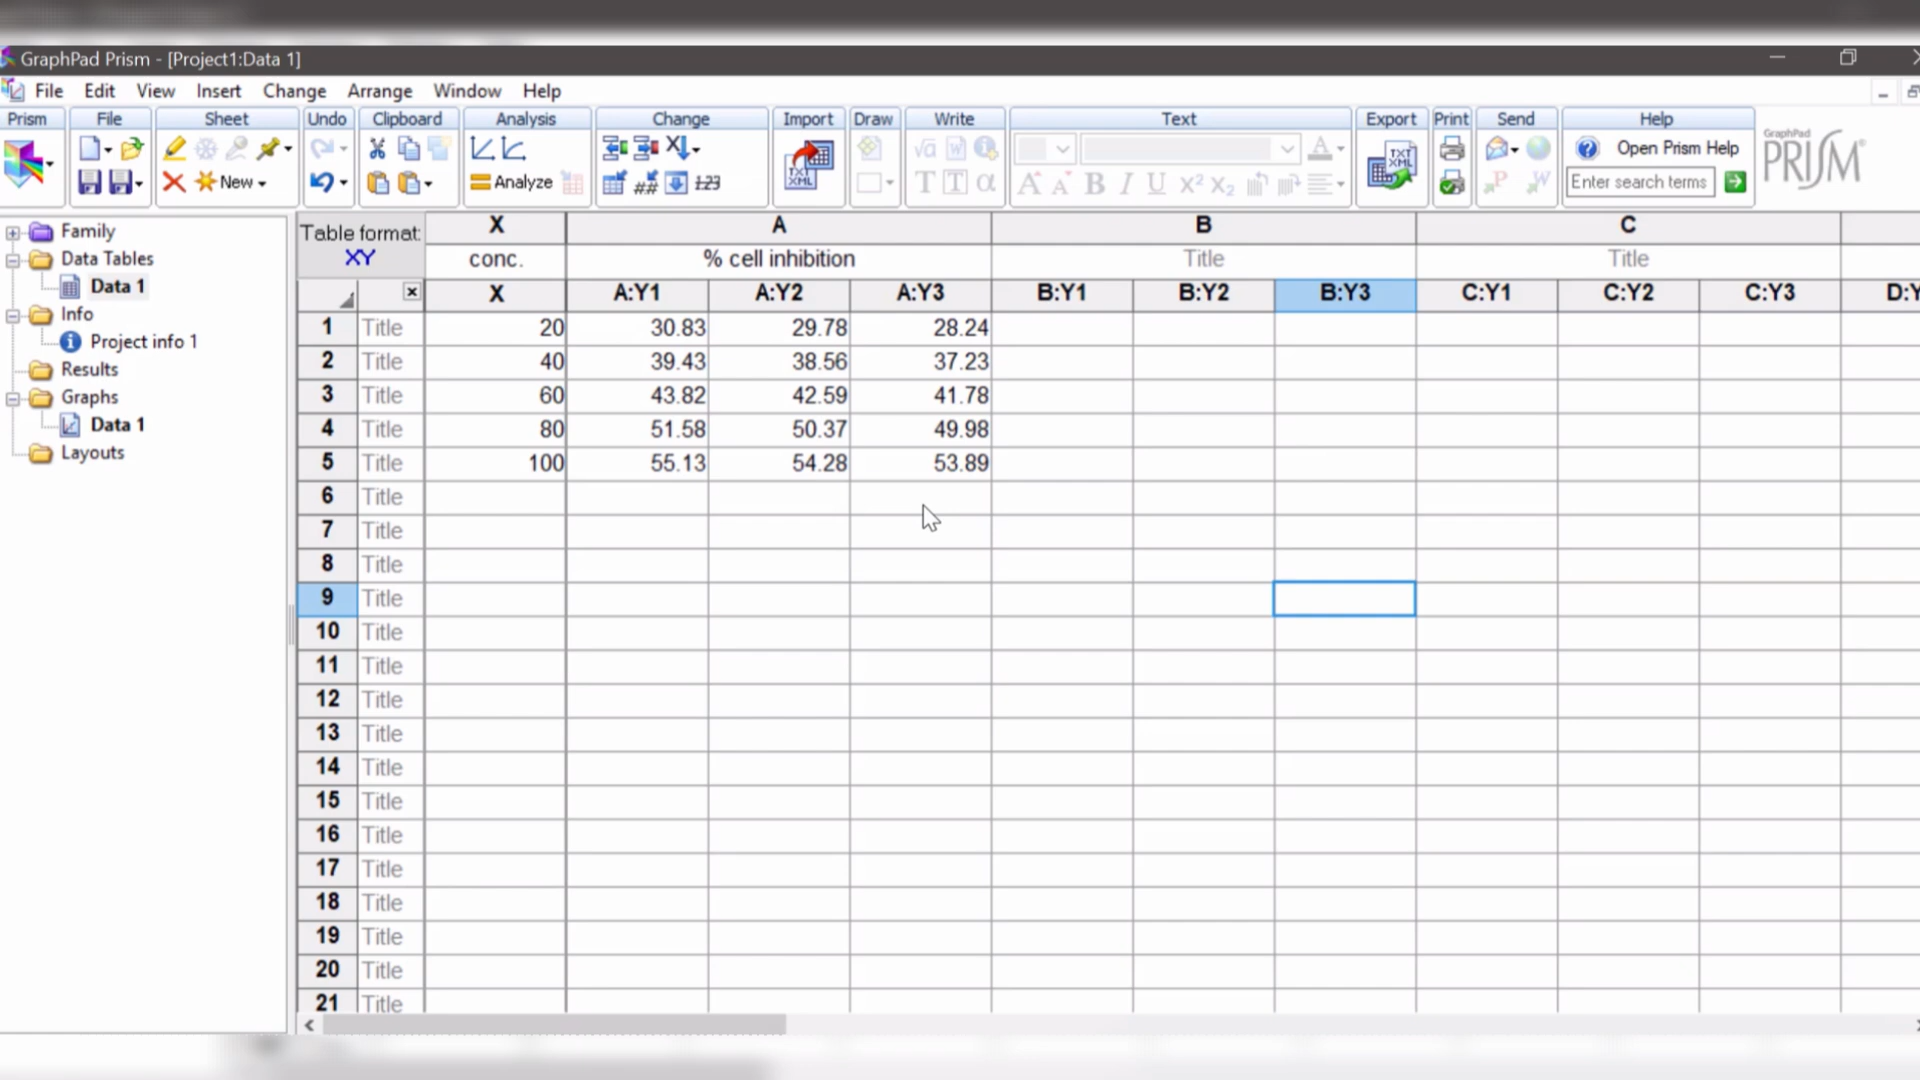 GraphPad Prism - [Project1:Data 1]
File Edit View Insert Change Arrange Window Help
Prism File Sheet Undo Clipboard Analysis Change Import Draw Write Text Export Print Send Help
TXT XML
√α
TXT XML
Open Prism Help
GraphPad PRISM
New
Analyze
##
123
T T α
A A B I U X² X₂
Enter search terms
Family
Data Tables
Data 1
Info
Project info 1
Results
Graphs
Data 1
Layouts
Table format:
XY
X A B C
conc. % cell inhibition Title Title
X A:Y1 A:Y2 A:Y3 B:Y1 B:Y2 B:Y3 C:Y1 C:Y2 C:Y3 D:Y
1 Title 20 30.83 29.78 28.24
2 Title 40 39.43 38.56 37.23
3 Title 60 43.82 42.59 41.78
4 Title 80 51.58 50.37 49.98
5 Title 100 55.13 54.28 53.89
6 Title
7 Title
8 Title
9 Title
10 Title
11 Title
12 Title
13 Title
14 Title
15 Title
16 Title
17 Title
18 Title
19 Title
20 Title
21 Title